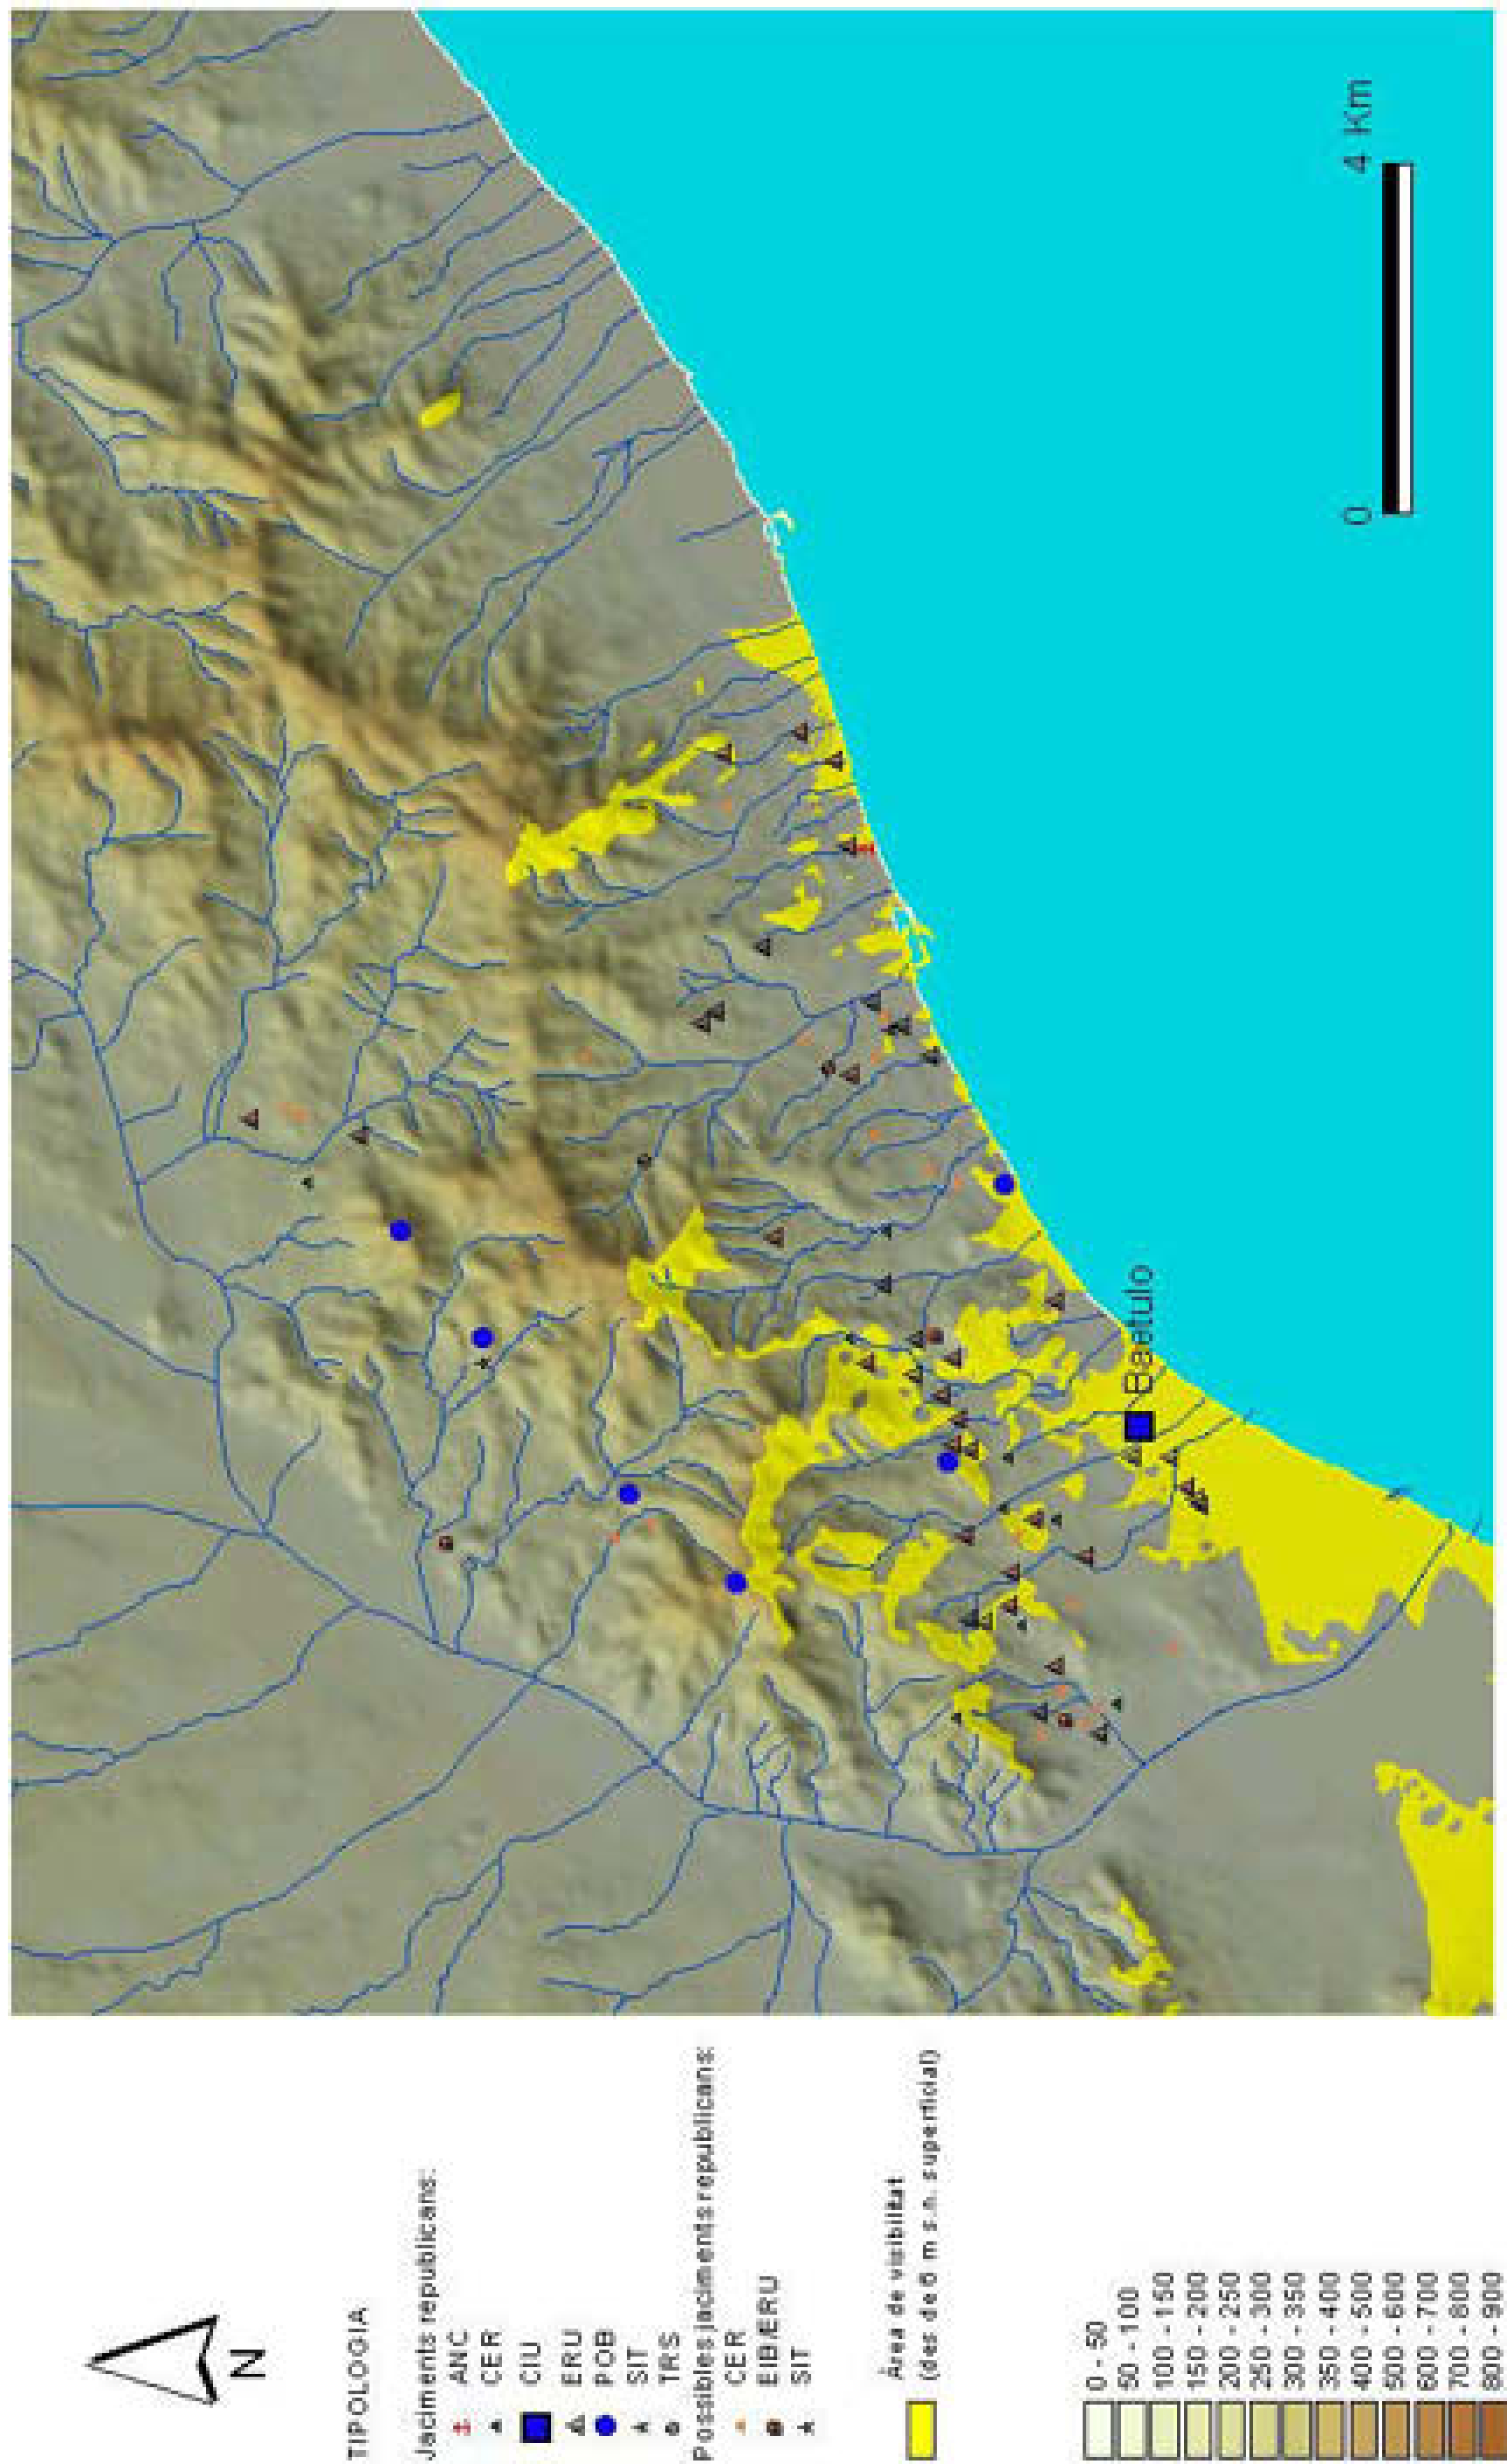 N
TIPOLOGIA
Jaciments republicans:
ANC
CER
CIU
ERU
POB
SIT
TRS
Possibles jaciments republicans:
CER
EIB/ERU
SIT
Àrea de visibilitat
(des de 6 m s.n. superficial)
0 - 50
50 - 100
100 - 150
150 - 200
200 - 250
250 - 300
300 - 350
350 - 400
400 - 500
500 - 600
600 - 700
700 - 800
800 - 900
Baetulo
0 4 Km